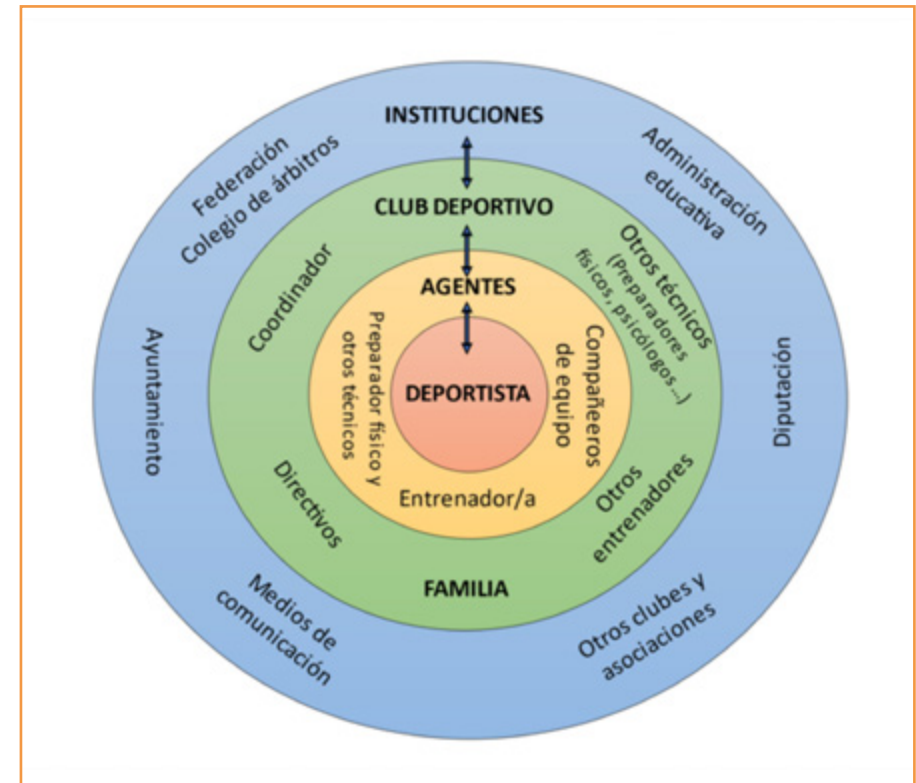 INSTITUCIONES
Federación
Colegio de árbitros
Administración
educativa
CLUB DEPORTIVO
Otros técnicos
(Preparadores
físicos, psicólogos ...)
Coordinador
AGENTES
Preparador físico y
otros técnicos
Compañeeros
de equipo
DEPORTISTA
Ayuntamiento
Diputación
Entrenador/a
Directivos
Otros
entrenadores
FAMILIA
Medios de
comunicación
Otros clubes y
asociaciones